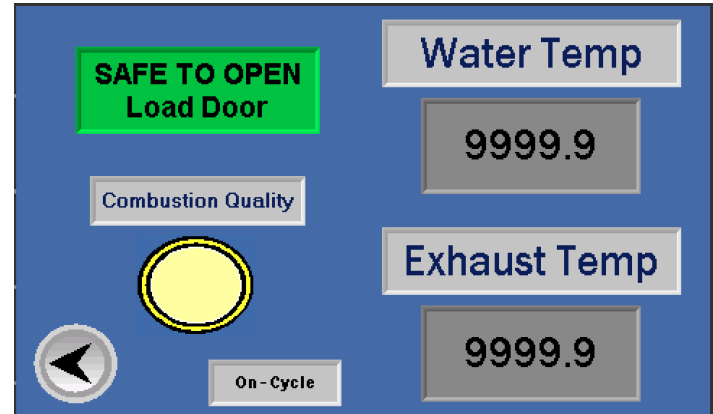 SAFE TO OPEN
Load Door
Water Temp
9999.9
Combustion Quality
Exhaust Temp
9999.9
On-Cycle